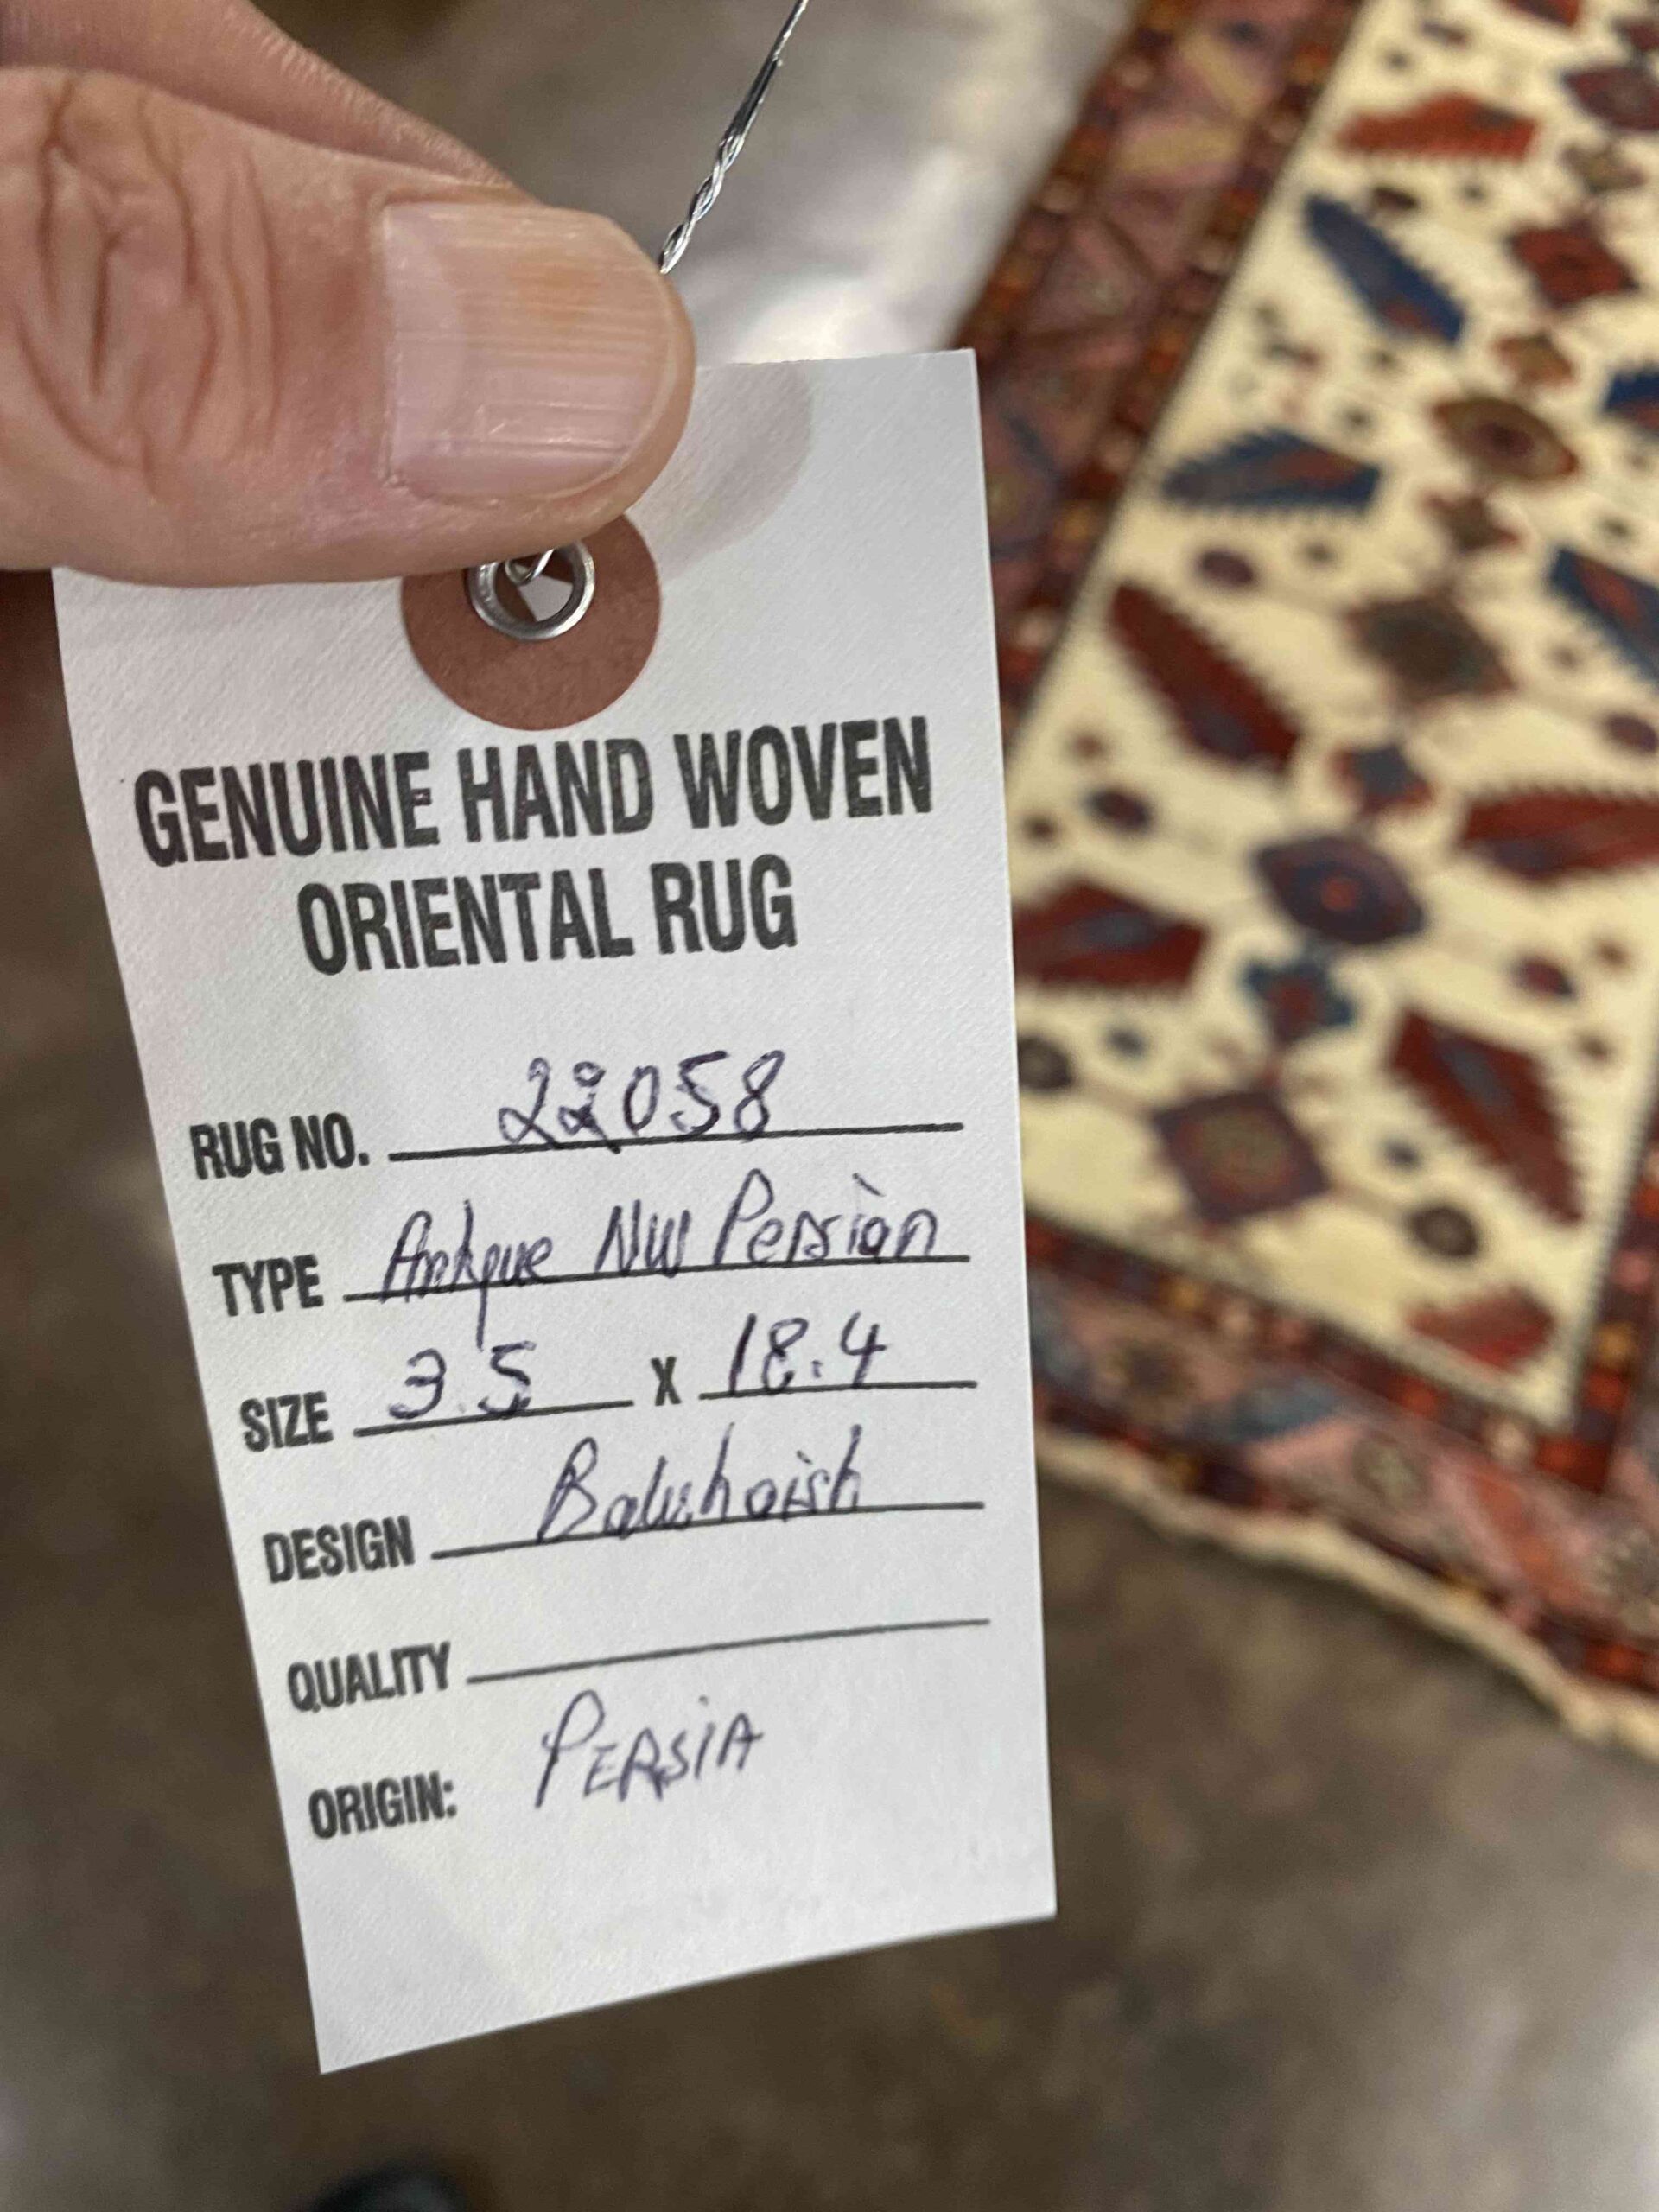 GENUINE HAND WOVEN
ORIENTAL RUG
RUG NO. 22058
TYPE Antique NW Persian
SIZE 3.5 X 18.4
DESIGN Baluhoish
QUALITY
ORIGIN: PERSIA